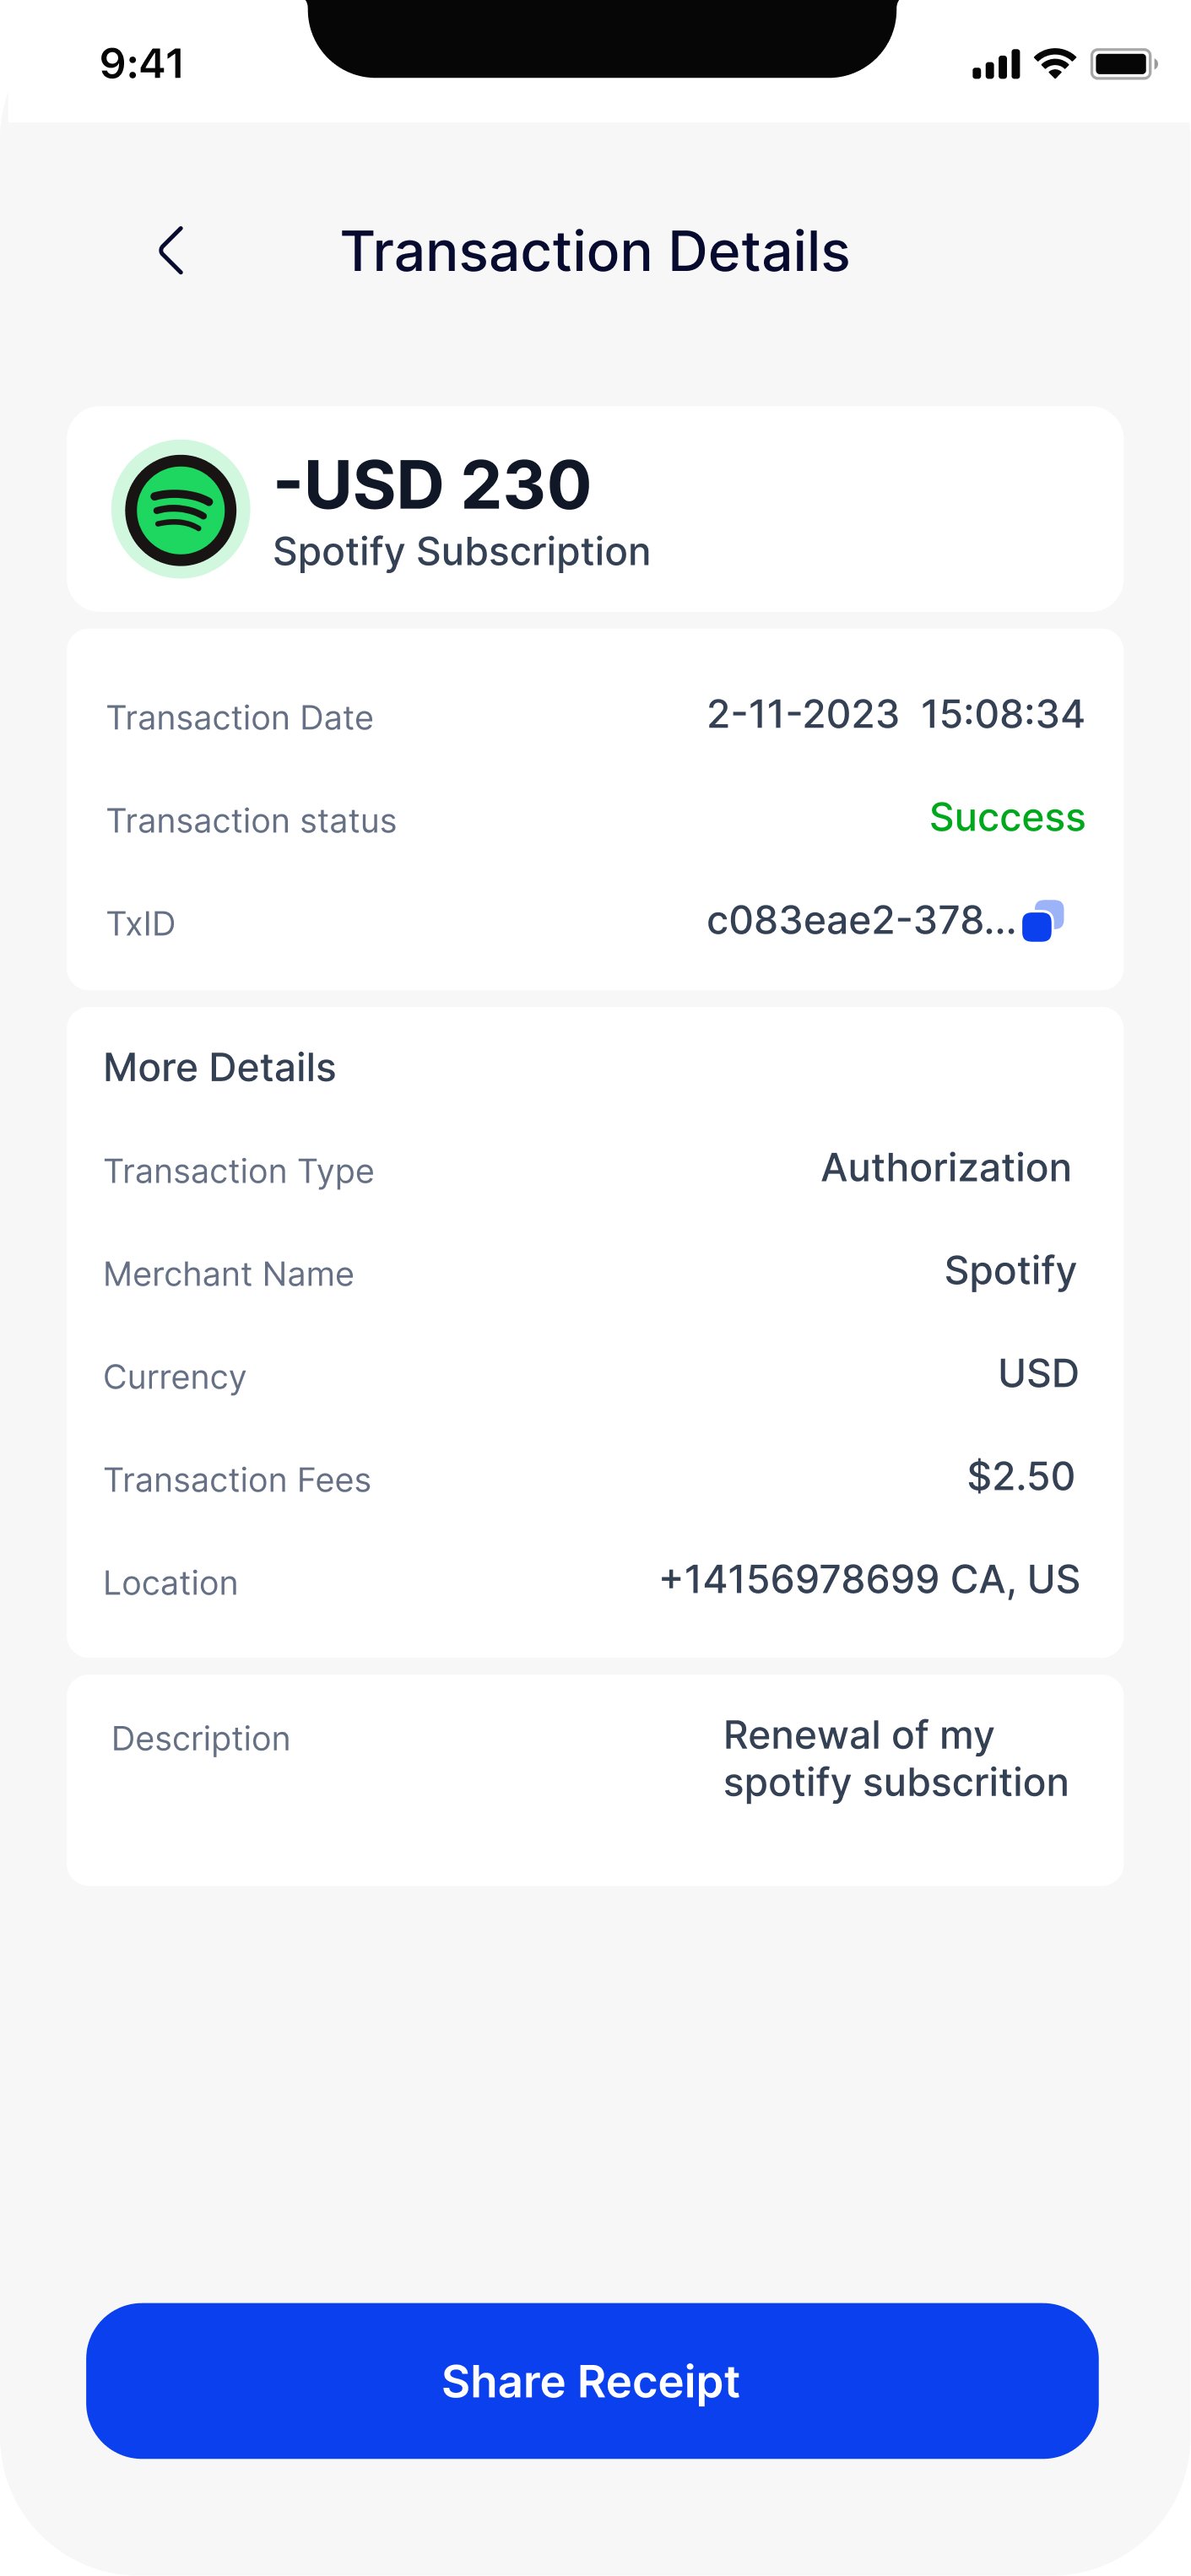 9:41
Transaction Details
-USD 230
Spotify Subscription
Transaction Date 2-11-2023 15:08:34
Transaction status Success
TxID c083eae2-378...
More Details
Transaction Type Authorization
Merchant Name Spotify
Currency USD
Transaction Fees $2.50
Location +14156978699 CA, US
Description Renewal of my
spotify subscrition
Share Receipt